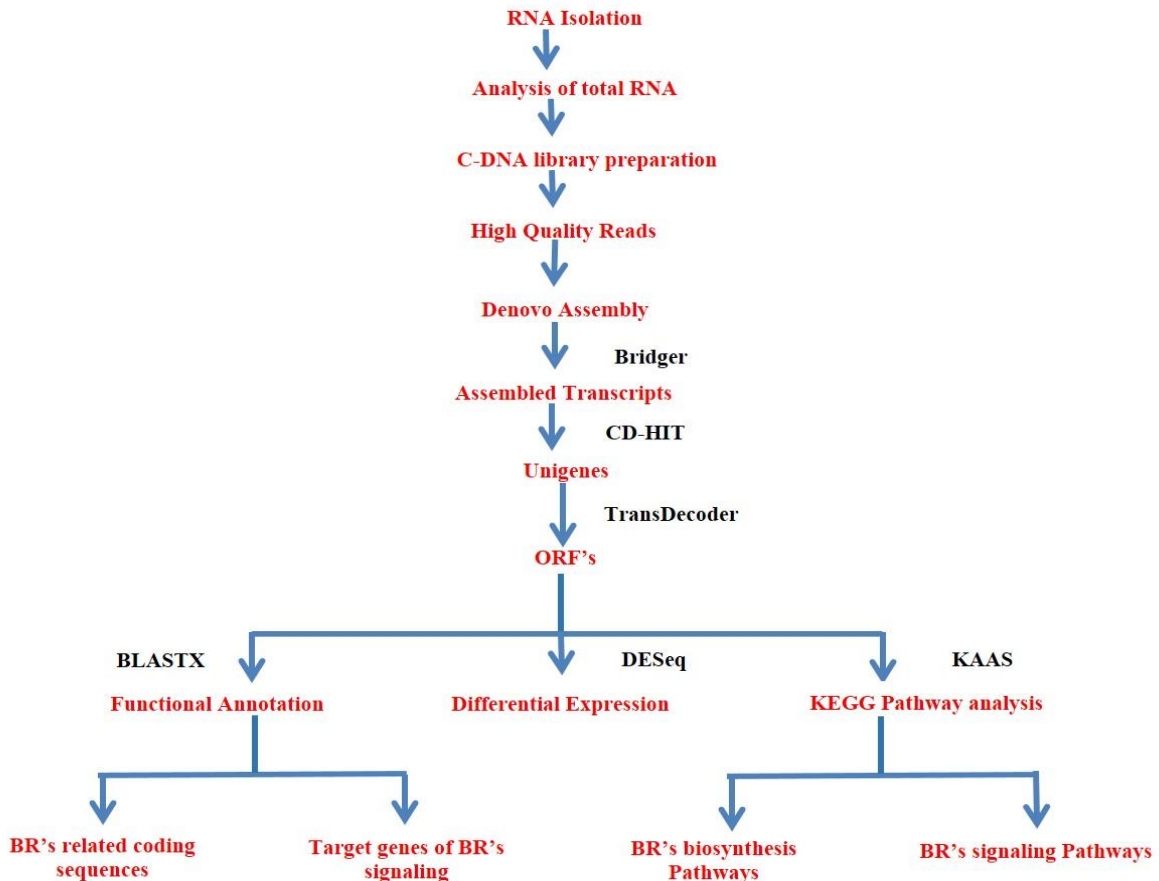 RNA Isolation
Analysis of total RNA
C-DNA library preparation
High Quality Reads
Denovo Assembly
Bridger
Assembled Transcripts
CD-HIT
Unigenes
TransDecoder
ORF’s
BLASTX
DESeq
KAAS
Functional Annotation
Differential Expression
KEGG Pathway analysis
BR’s related coding
sequences
Target genes of BR’s
signaling
BR’s biosynthesis
Pathways
BR’s signaling Pathways